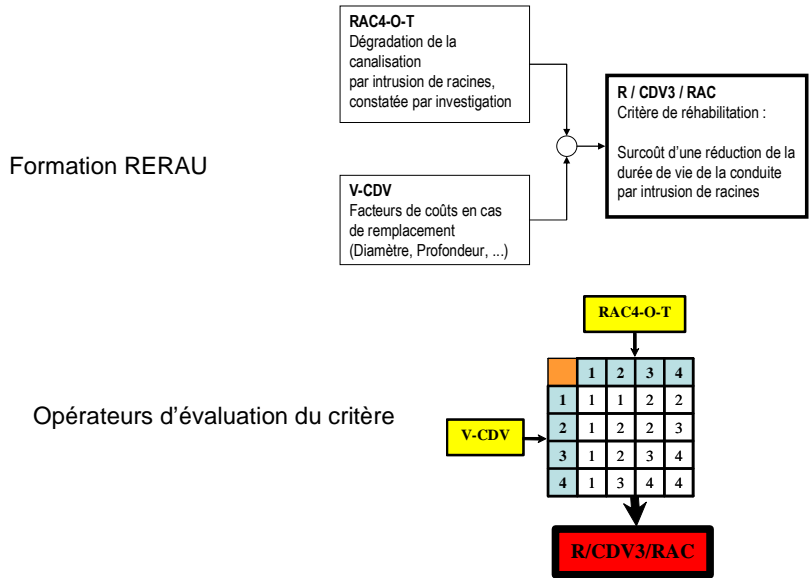 RAC4-O-T
Dégradation de la
canalisation
par intrusion de racines,
constatée par investigation
R / CDV3 / RAC
Critère de réhabilitation :
Surcoût d'une réduction de la
durée de vie de la conduite
par intrusion de racines
Formation RERAU
V-CDV
Facteurs de coûts en cas
de remplacement
(Diamètre, Profondeur, ...)
RAC4-O-T
Opérateurs d'évaluation du critère
V-CDV
1 2 3 4
1 1 1 2 2
2 1 2 2 3
3 1 2 3 4
4 1 3 4 4
R/CDV3/RAC